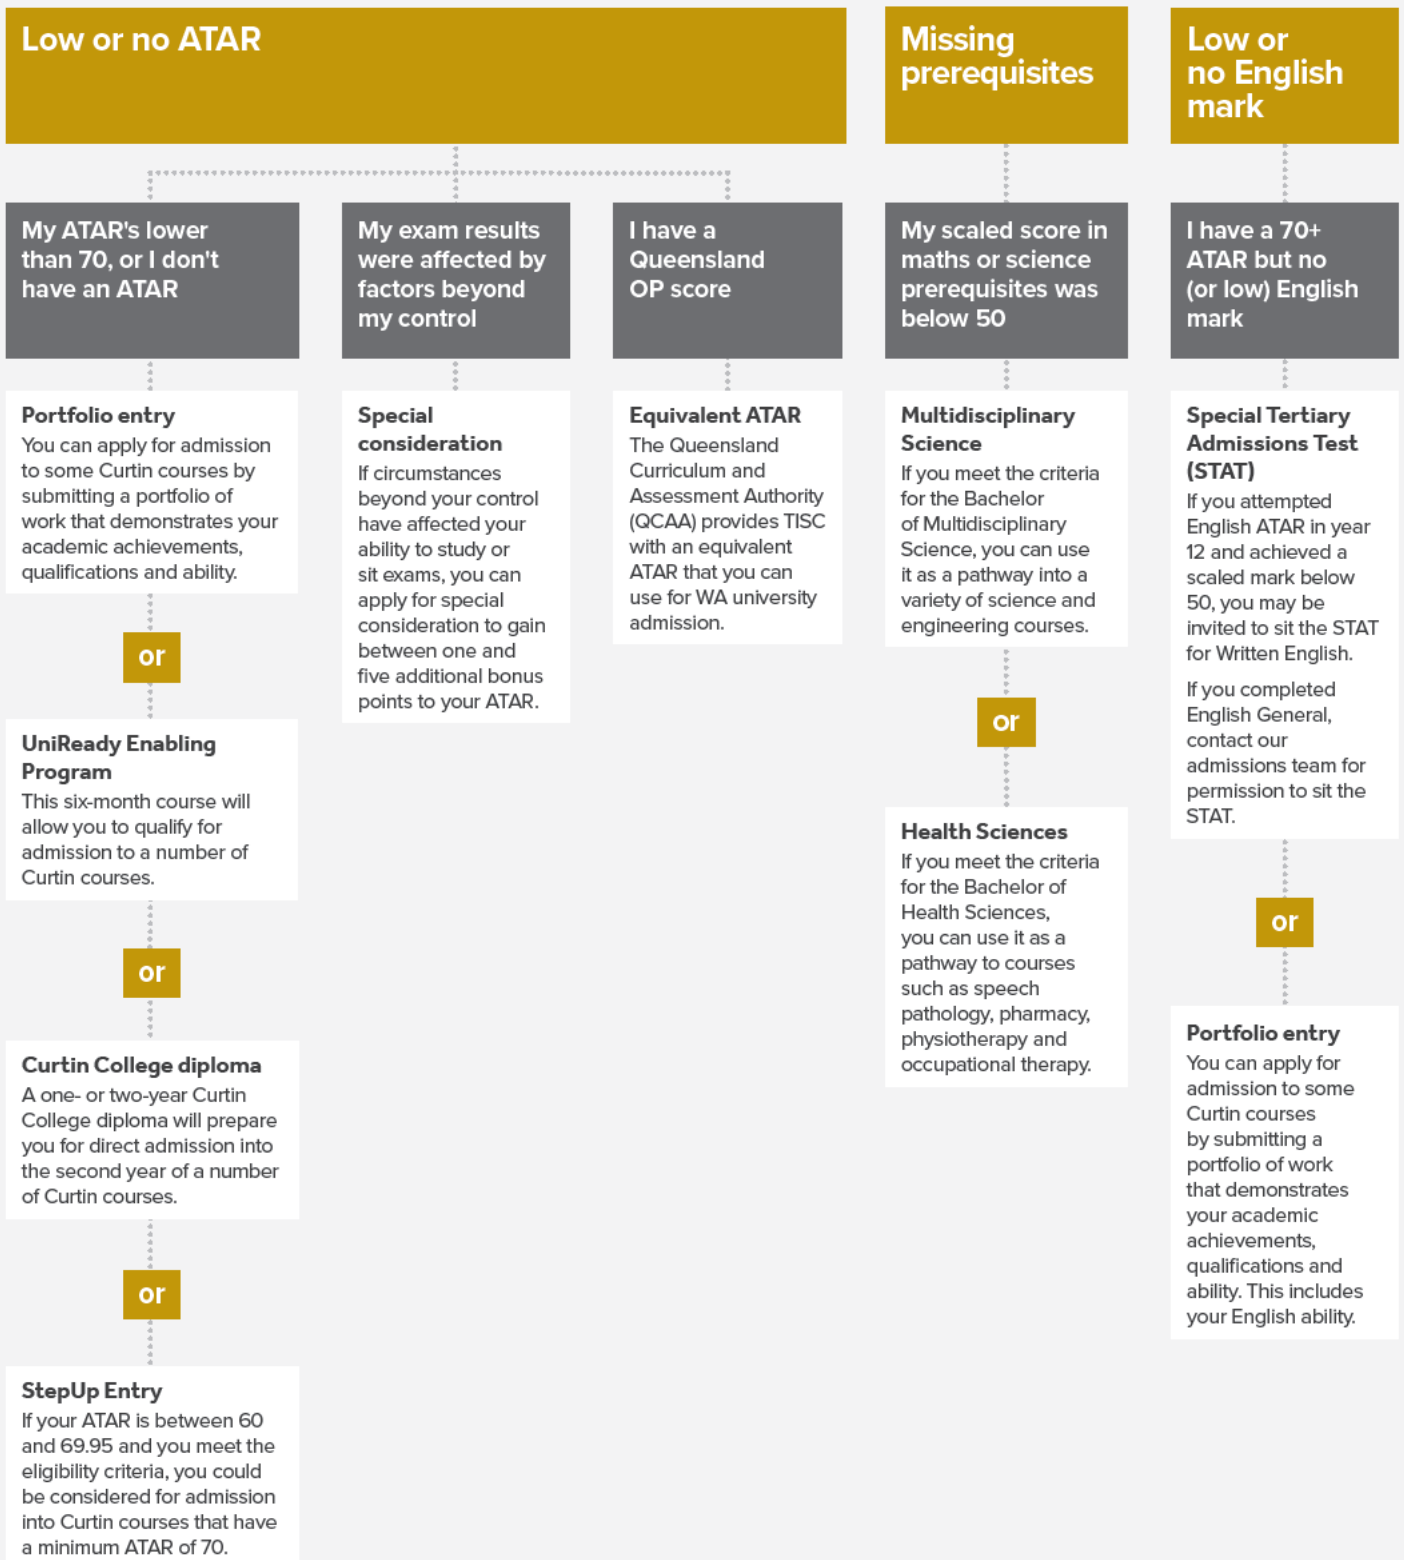 Low or no ATAR
My ATAR's lower
than 70, or I don't
have an ATAR
Portfolio entry
You can apply for admission
to some Curtin courses by
submitting a portfolio of
work that demonstrates your
academic achievements,
qualifications and ability.
or
UniReady Enabling
Program
This six-month course will
allow you to qualify for
admission to a number of
Curtin courses.
or
Curtin College diploma
A one- or two-year Curtin
College diploma will prepare
you for direct admission into
the second year of a number
of Curtin courses.
or
StepUp Entry
If your ATAR is between 60
and 69.95 and you meet the
eligibility criteria, you could
be considered for admission
into Curtin courses that have
a minimum ATAR of 70.
My exam results
were affected by
factors beyond
my control
Special
consideration
If circumstances
beyond your control
have affected your
ability to study or
sit exams, you can
apply for special
consideration to gain
between one and
five additional bonus
points to your ATAR.
I have a
Queensland
OP score
Equivalent ATAR
The Queensland
Curriculum and
Assessment Authority
(QCAA) provides TISC
with an equivalent
ATAR that you can
use for WA university
admission.
Missing
prerequisites
My scaled score in
maths or science
prerequisites was
below 50
Multidisciplinary
Science
If you meet the criteria
for the Bachelor
of Multidisciplinary
Science, you can use
it as a pathway into a
variety of science and
engineering courses.
or
Health Sciences
If you meet the criteria
for the Bachelor of
Health Sciences,
you can use it as a
pathway to courses
such as speech
pathology, pharmacy,
physiotherapy and
occupational therapy.
Low or
no English
mark
I have a 70+
ATAR but no
(or low) English
mark
Special Tertiary
Admissions Test
(STAT)
If you attempted
English ATAR in year
12 and achieved a
scaled mark below
50, you may be
invited to sit the STAT
for Written English.
If you completed
English General,
contact our
admissions team for
permission to sit the
STAT.
or
Portfolio entry
You can apply for
admission to some
Curtin courses
by submitting a
portfolio of work
that demonstrates
your academic
achievements,
qualifications and
ability. This includes
your English ability.